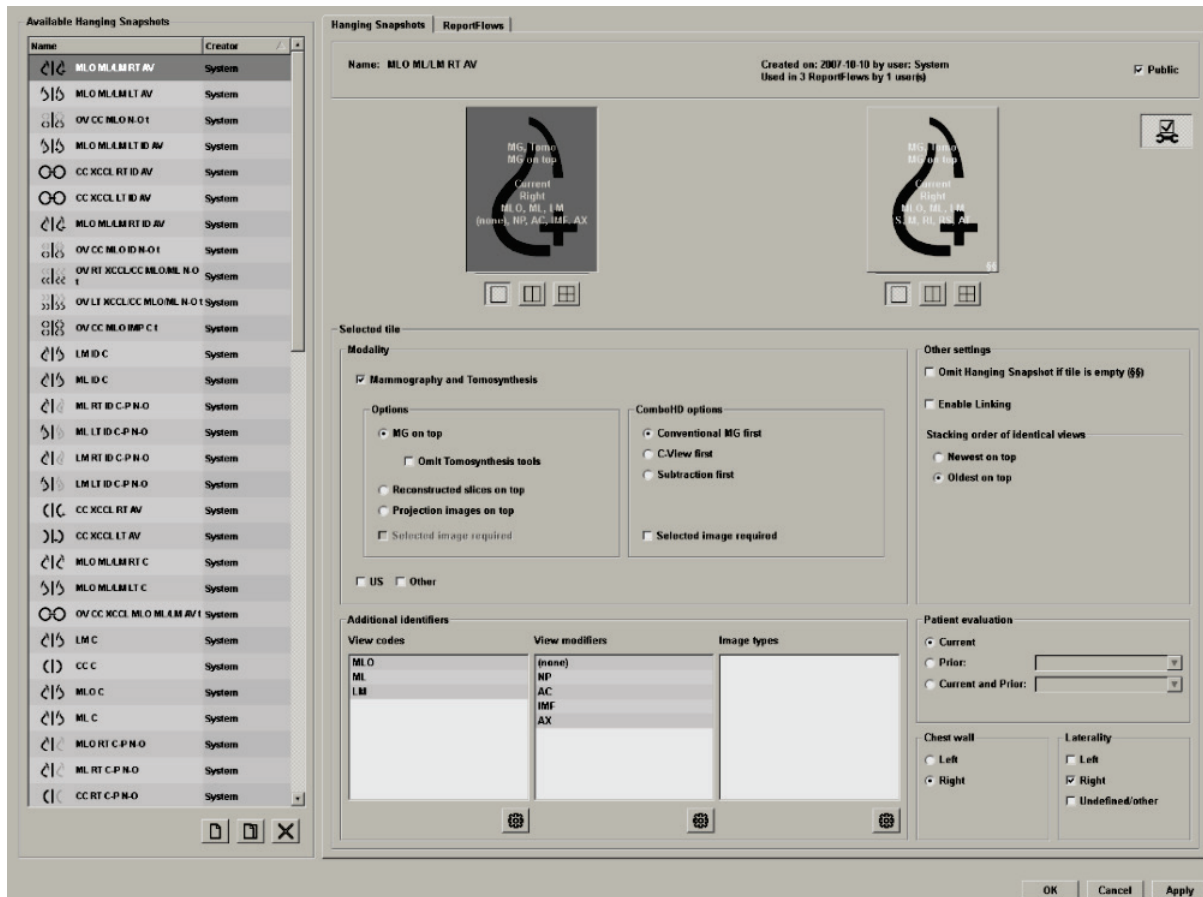 Available Hanging Snapshots
Name Creator
MLO ML/LM RT AV System
MLO ML/LM LT AV System
OV CC MLO N-O t System
MLO ML/LM LT ID AV System
CC XCCL RT ID AV System
CC XCCL LT ID AV System
MLO ML/LM RT ID AV System
OV CC MLO ID N-O t System
OV RT XCCL/CC MLO/ML N-O t System
OV LT XCCL/CC MLO/ML N-O t System
OV CC MLO IMP C t System
LM ID C System
ML ID C System
ML RT ID C-P N-O System
ML LT ID C-P N-O System
LM RT ID C-P N-O System
LM LT ID C-P N-O System
CC XCCL RT AV System
CC XCCL LT AV System
MLO ML/LM RT C System
MLO ML/LM LT C System
OV CC XCCL MLO ML/LM AV t System
LM C System
CC C System
MLO C System
ML C System
MLO RT C-P N-O System
ML RT C-P N-O System
CC RT C-P N-O System
Hanging Snapshots ReportFlows
Name: MLO ML/LM RT AV
Created on: 2007-10-10 by user: System
Used in 3 ReportFlows by 1 user(s)
Public
MG, Tomo
MG on top
Current
Right
MLO, ML, LM
(none), NP, AC, IMF, AX
MG, Tomo
MG on top
Current
Right
MLO, ML, LM
S, M, RL, RS, AT
§§
Selected tile
Modality
Mammography and Tomosynthesis
Options
MG on top
Omit Tomosynthesis tools
Reconstructed slices on top
Projection images on top
Selected image required
ComboHD options
Conventional MG first
C-View first
Subtraction first
Selected image required
US Other
Other settings
Omit Hanging Snapshot if tile is empty (§§)
Enable Linking
Stacking order of identical views
Newest on top
Oldest on top
Additional identifiers
View codes View modifiers Image types
MLO
ML
LM
(none)
NP
AC
IMF
AX
Patient evaluation
Current
Prior:
Current and Prior:
Chest wall
Left
Right
Laterality
Left
Right
Undefined/other
OK Cancel Apply